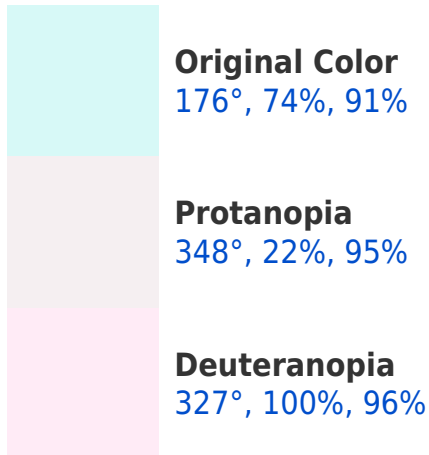 Original Color
176°, 74%, 91%
Protanopia
348°, 22%, 95%
Deuteranopia
327°, 100%, 96%